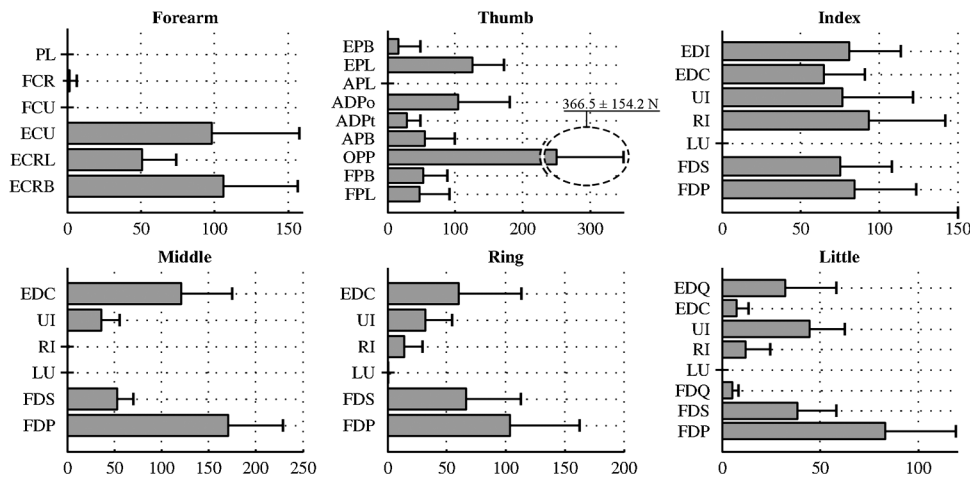 Forearm
PL
FCR
FCU
ECU
ECRL
ECRB
0 50 100 150
Thumb
EPB
EPL
APL
ADPo
ADPt
APB
OPP
FPB
FPL
366.5 ± 154.2 N
0 100 200 300
Index
EDI
EDC
UI
RI
LU
FDS
FDP
0 50 100 150
Middle
EDC
UI
RI
LU
FDS
FDP
0 50 100 150 200 250
Ring
EDC
UI
RI
LU
FDS
FDP
0 50 100 150 200
Little
EDQ
EDC
UI
RI
LU
FDQ
FDS
FDP
0 50 100